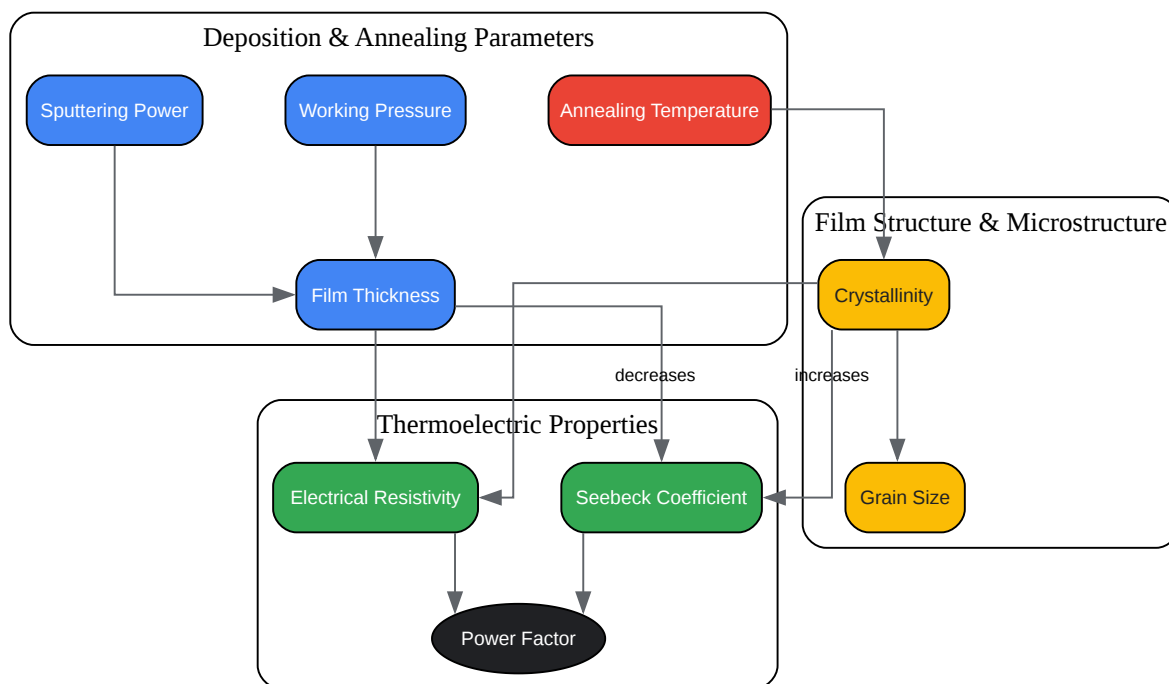 Deposition & Annealing Parameters
Sputtering Power
Working Pressure
Annealing Temperature
Film Structure & Microstructure
Film Thickness
Crystallinity
decreases
increases
Thermoelectric Properties
Electrical Resistivity
Seebeck Coefficient
Grain Size
Power Factor